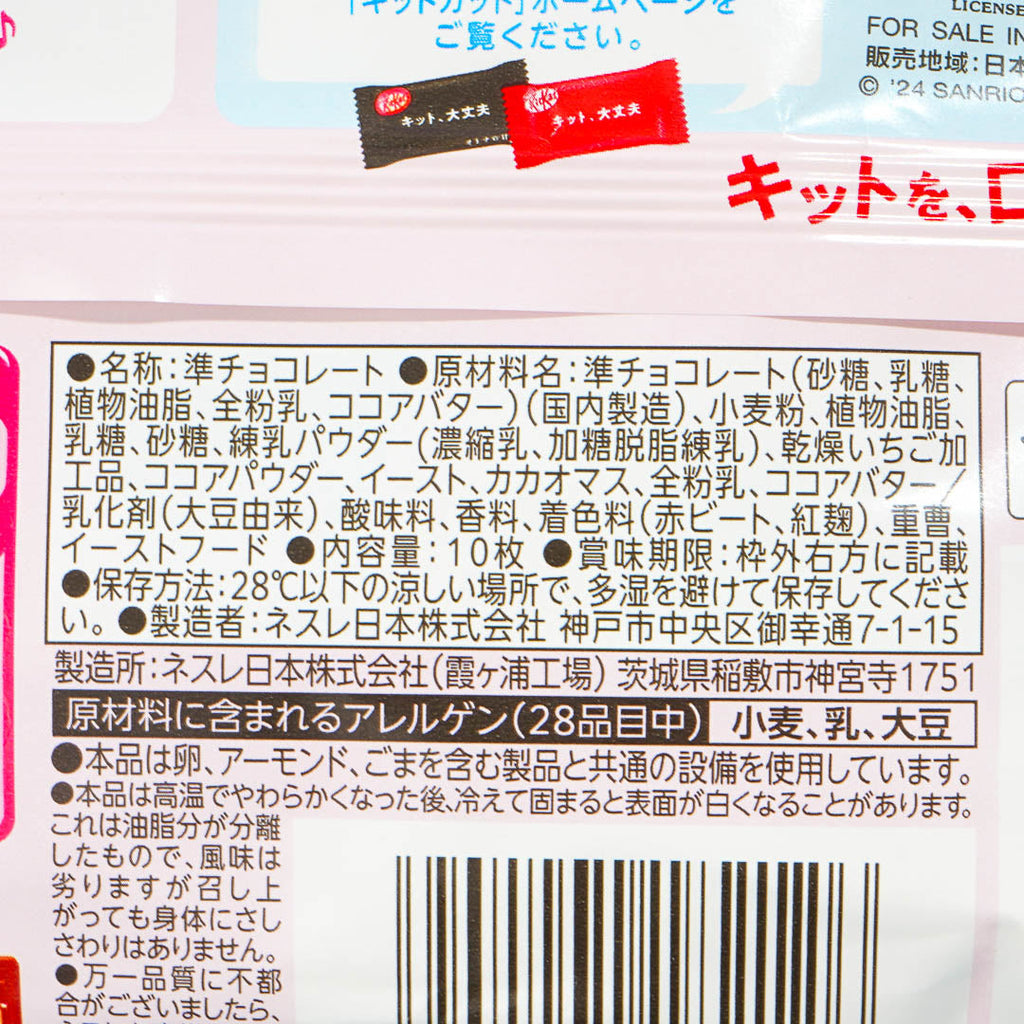 「キットカット」ホームページを
ご覧ください。
LICENSE
FOR SALE IN
販売地域：日本
© '24 SANRIO
KitKat
キット、大丈夫
KitKat
キット、大丈夫
キットを、
●名称：準チョコレート ●原材料名：準チョコレート（砂糖、乳糖、
植物油脂、全粉乳、ココアバター）（国内製造）、小麦粉、植物油脂、
乳糖、砂糖、練乳パウダー（濃縮乳、加糖脱脂練乳）、乾燥いちご加
工品、ココアパウダー、イースト、カカオマス、全粉乳、ココアバター／
乳化剤（大豆由来）、酸味料、香料、着色料（赤ビート、紅麹）、重曹、
イーストフード ●内容量：10枚 ●賞味期限：枠外右方に記載
●保存方法：28℃以下の涼しい場所で、多湿を避けて保存してくださ
い。 ●製造者：ネスレ日本株式会社 神戸市中央区御幸通7-1-15
製造所：ネスレ日本株式会社（霞ヶ浦工場） 茨城県稲敷市神宮寺1751
原材料に含まれるアレルゲン（28品目中） 小麦、乳、大豆
●本品は卵、アーモンド、ごまを含む製品と共通の設備を使用しています。
●本品は高温でやわらかくなった後、冷えて固まると表面が白くなることがあります。
これは油脂分が分離
したもので、風味は
劣りますが召し上
がっても身体にさし
さわりはありません。
●万一品質に不都
合がございましたら、